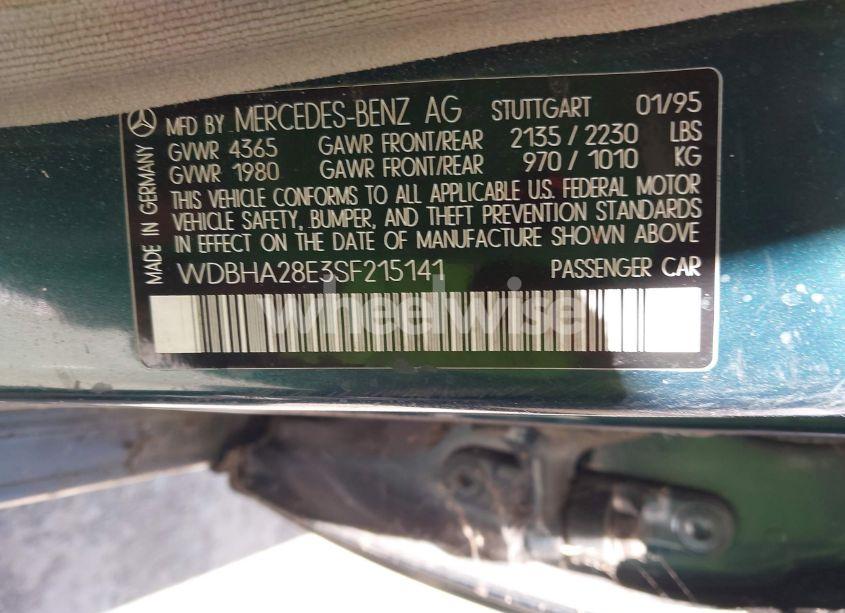 MFD BY MERCEDES-BENZ AG STUTTGART 01/95
GVWR 4365 GAWR FRONT/REAR 2135 / 2230 LBS
GVWR 1980 GAWR FRONT/REAR 970 / 1010 KG
THIS VEHICLE CONFORMS TO ALL APPLICABLE U.S. FEDERAL MOTOR
VEHICLE SAFETY, BUMPER, AND THEFT PREVENTION STANDARDS
IN EFFECT ON THE DATE OF MANUFACTURE SHOWN ABOVE
WDBHA28E3SF215141 PASSENGER CAR
MADE IN GERMANY
wheelwise